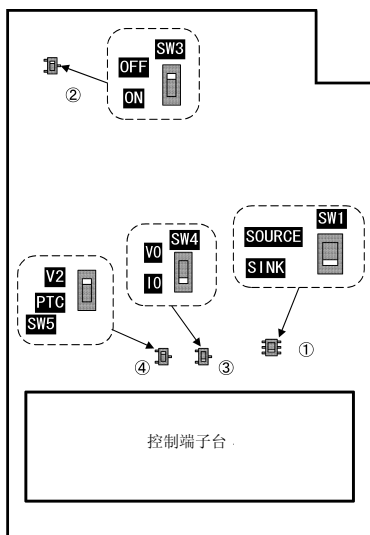 SW3
OFF
ON
②
SW1
SOURCE
SINK
SW4
V0
I0
V2
PTC
SW5
④
③
①
控制端子台